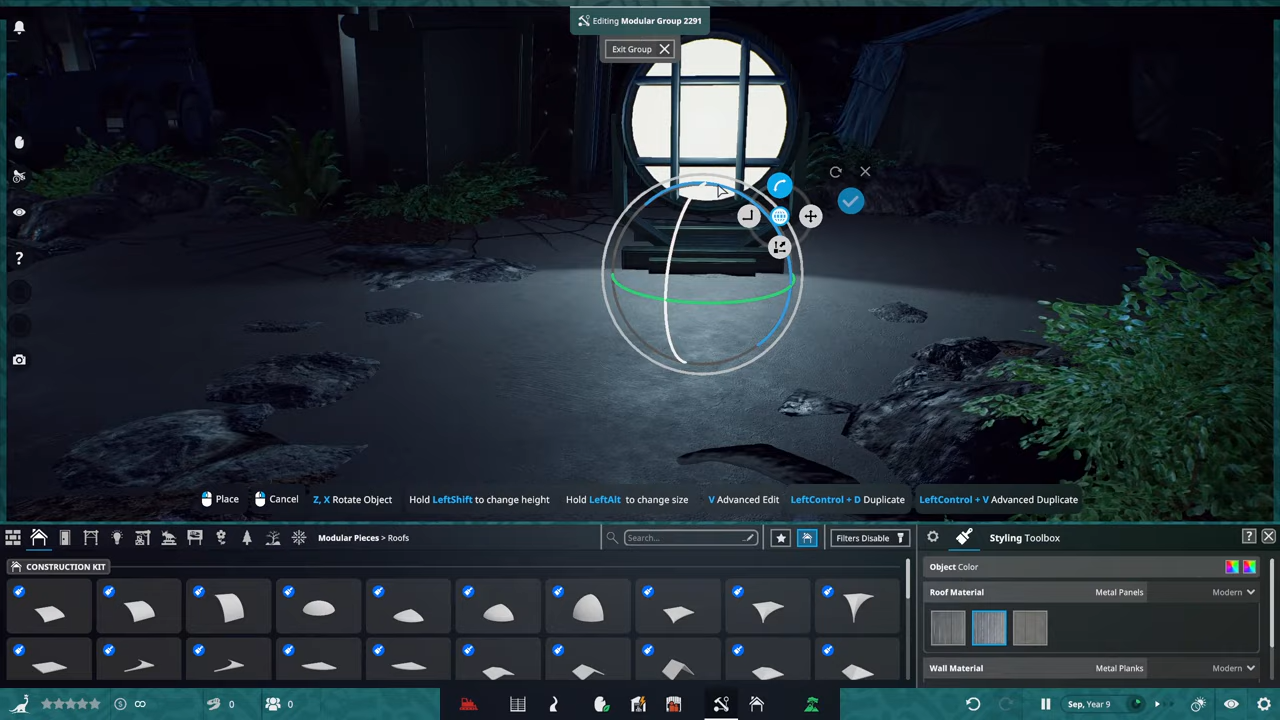 Editing Modular Group 2291
Exit Group
?
Place
Cancel
Z, X Rotate Object
Hold LeftShift to change height
Hold LeftAlt to change size
V Advanced Edit
LeftControl + D Duplicate
LeftControl + V Advanced Duplicate
Modular Pieces > Roofs
Search...
Filters Disable
Styling Toolbox
?
CONSTRUCTION KIT
Object Color
Roof Material Metal Panels Modern
Wall Material Metal Planks Modern
∞
0
0
Sep, Year 9